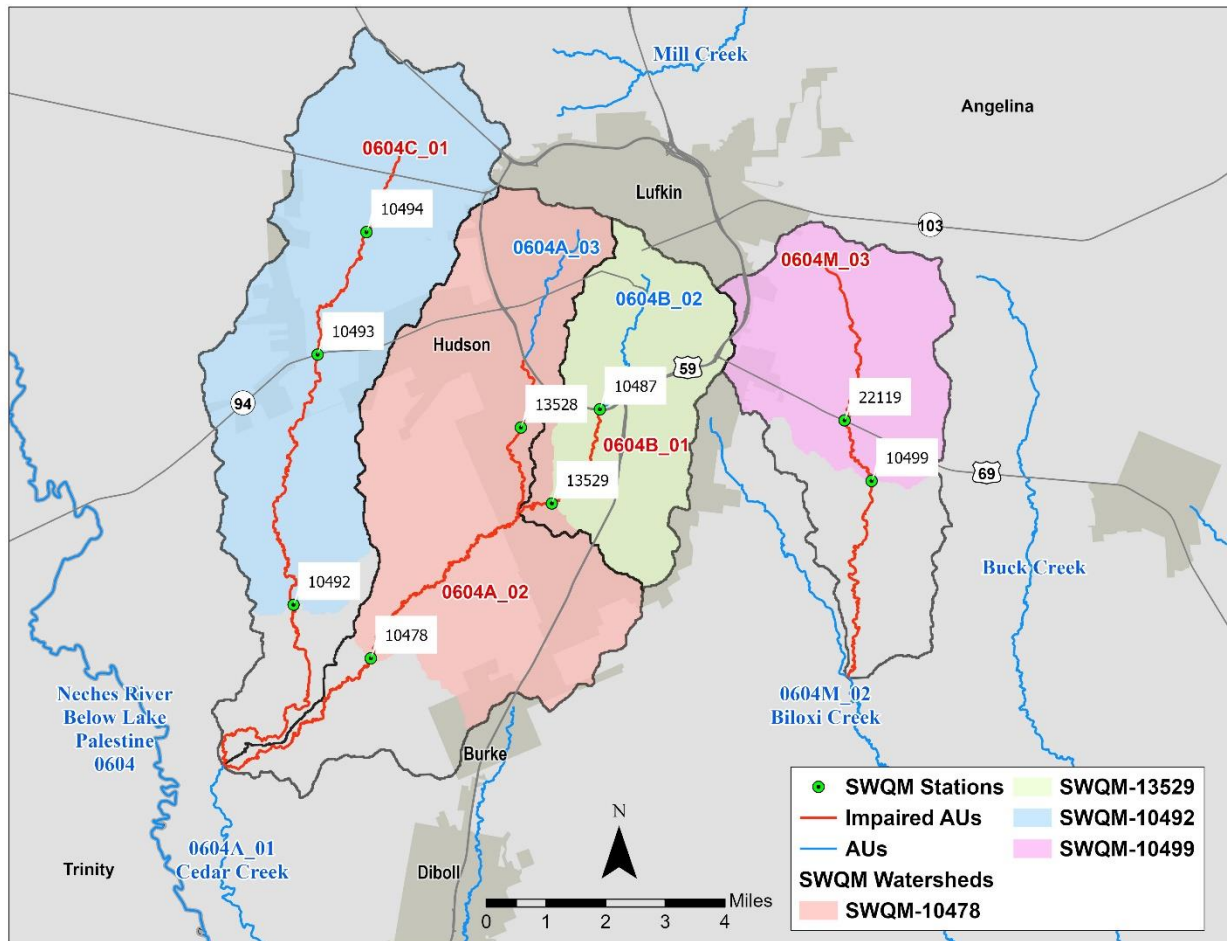 Mill Creek
Angelina
0604C_01
Lufkin
10494
103
0604A_03
0604M_03
0604B_02
10493
Hudson
59
10487
94
22119
13528
0604B_01
10499
13529
69
Buck Creek
10492
0604A_02
10478
Neches River
Below Lake
Palestine
0604
0604M_02
Biloxi Creek
Burke
0604A_01
Cedar Creek
Trinity
Diboll
N
Miles
0 1 2 3 4
SWQM Stations
Impaired AUs
AUs
SWQM Watersheds
SWQM-10478
SWQM-13529
SWQM-10492
SWQM-10499